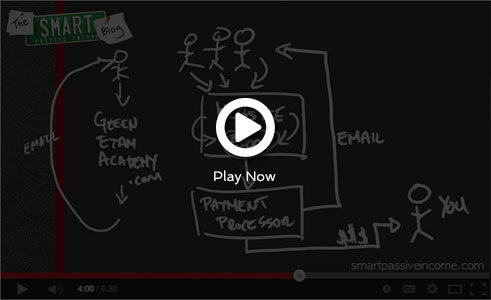 The
SMART
PASSIVE INCOME
Blog
EMAIL
GREEN
EXAM
ACADEMY
.com
EMAIL
Play Now
PAYMENT
PROCESSOR
$$$
YOU
smartpassiveincome.com
4:00 / 6:30